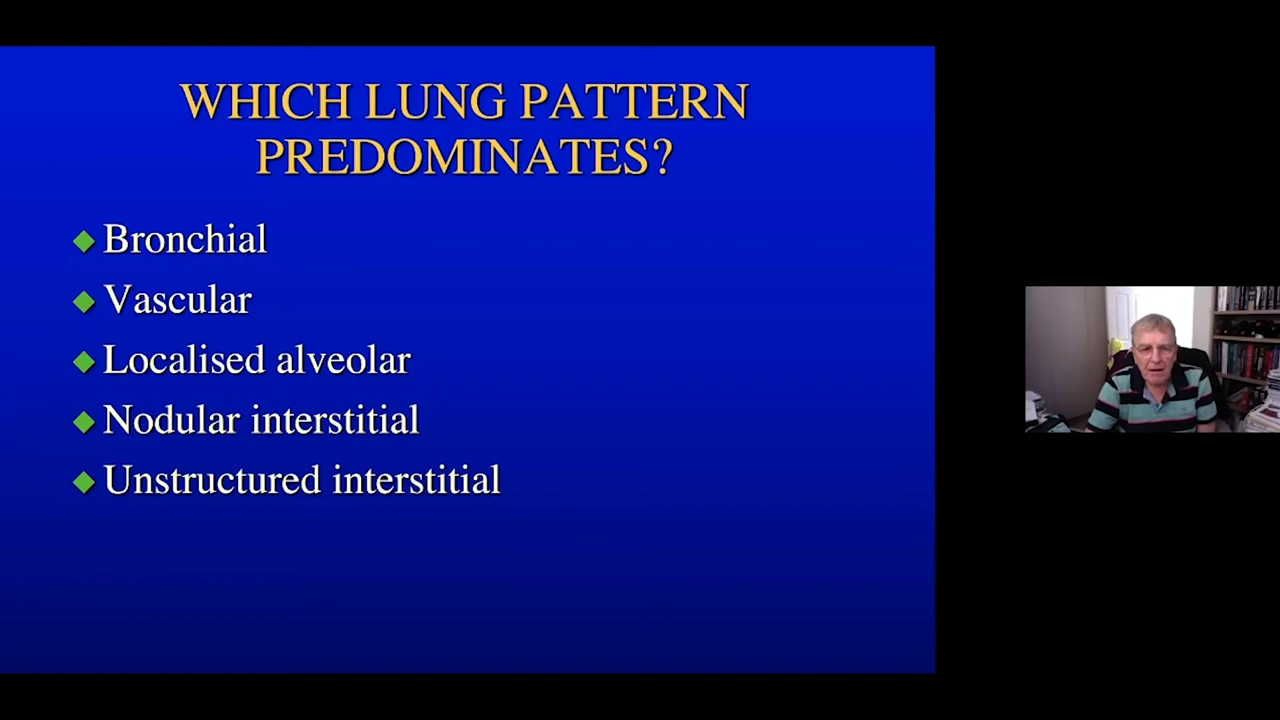 WHICH LUNG PATTERN
PREDOMINATES?
Bronchial
Vascular
Localised alveolar
Nodular interstitial
Unstructured interstitial